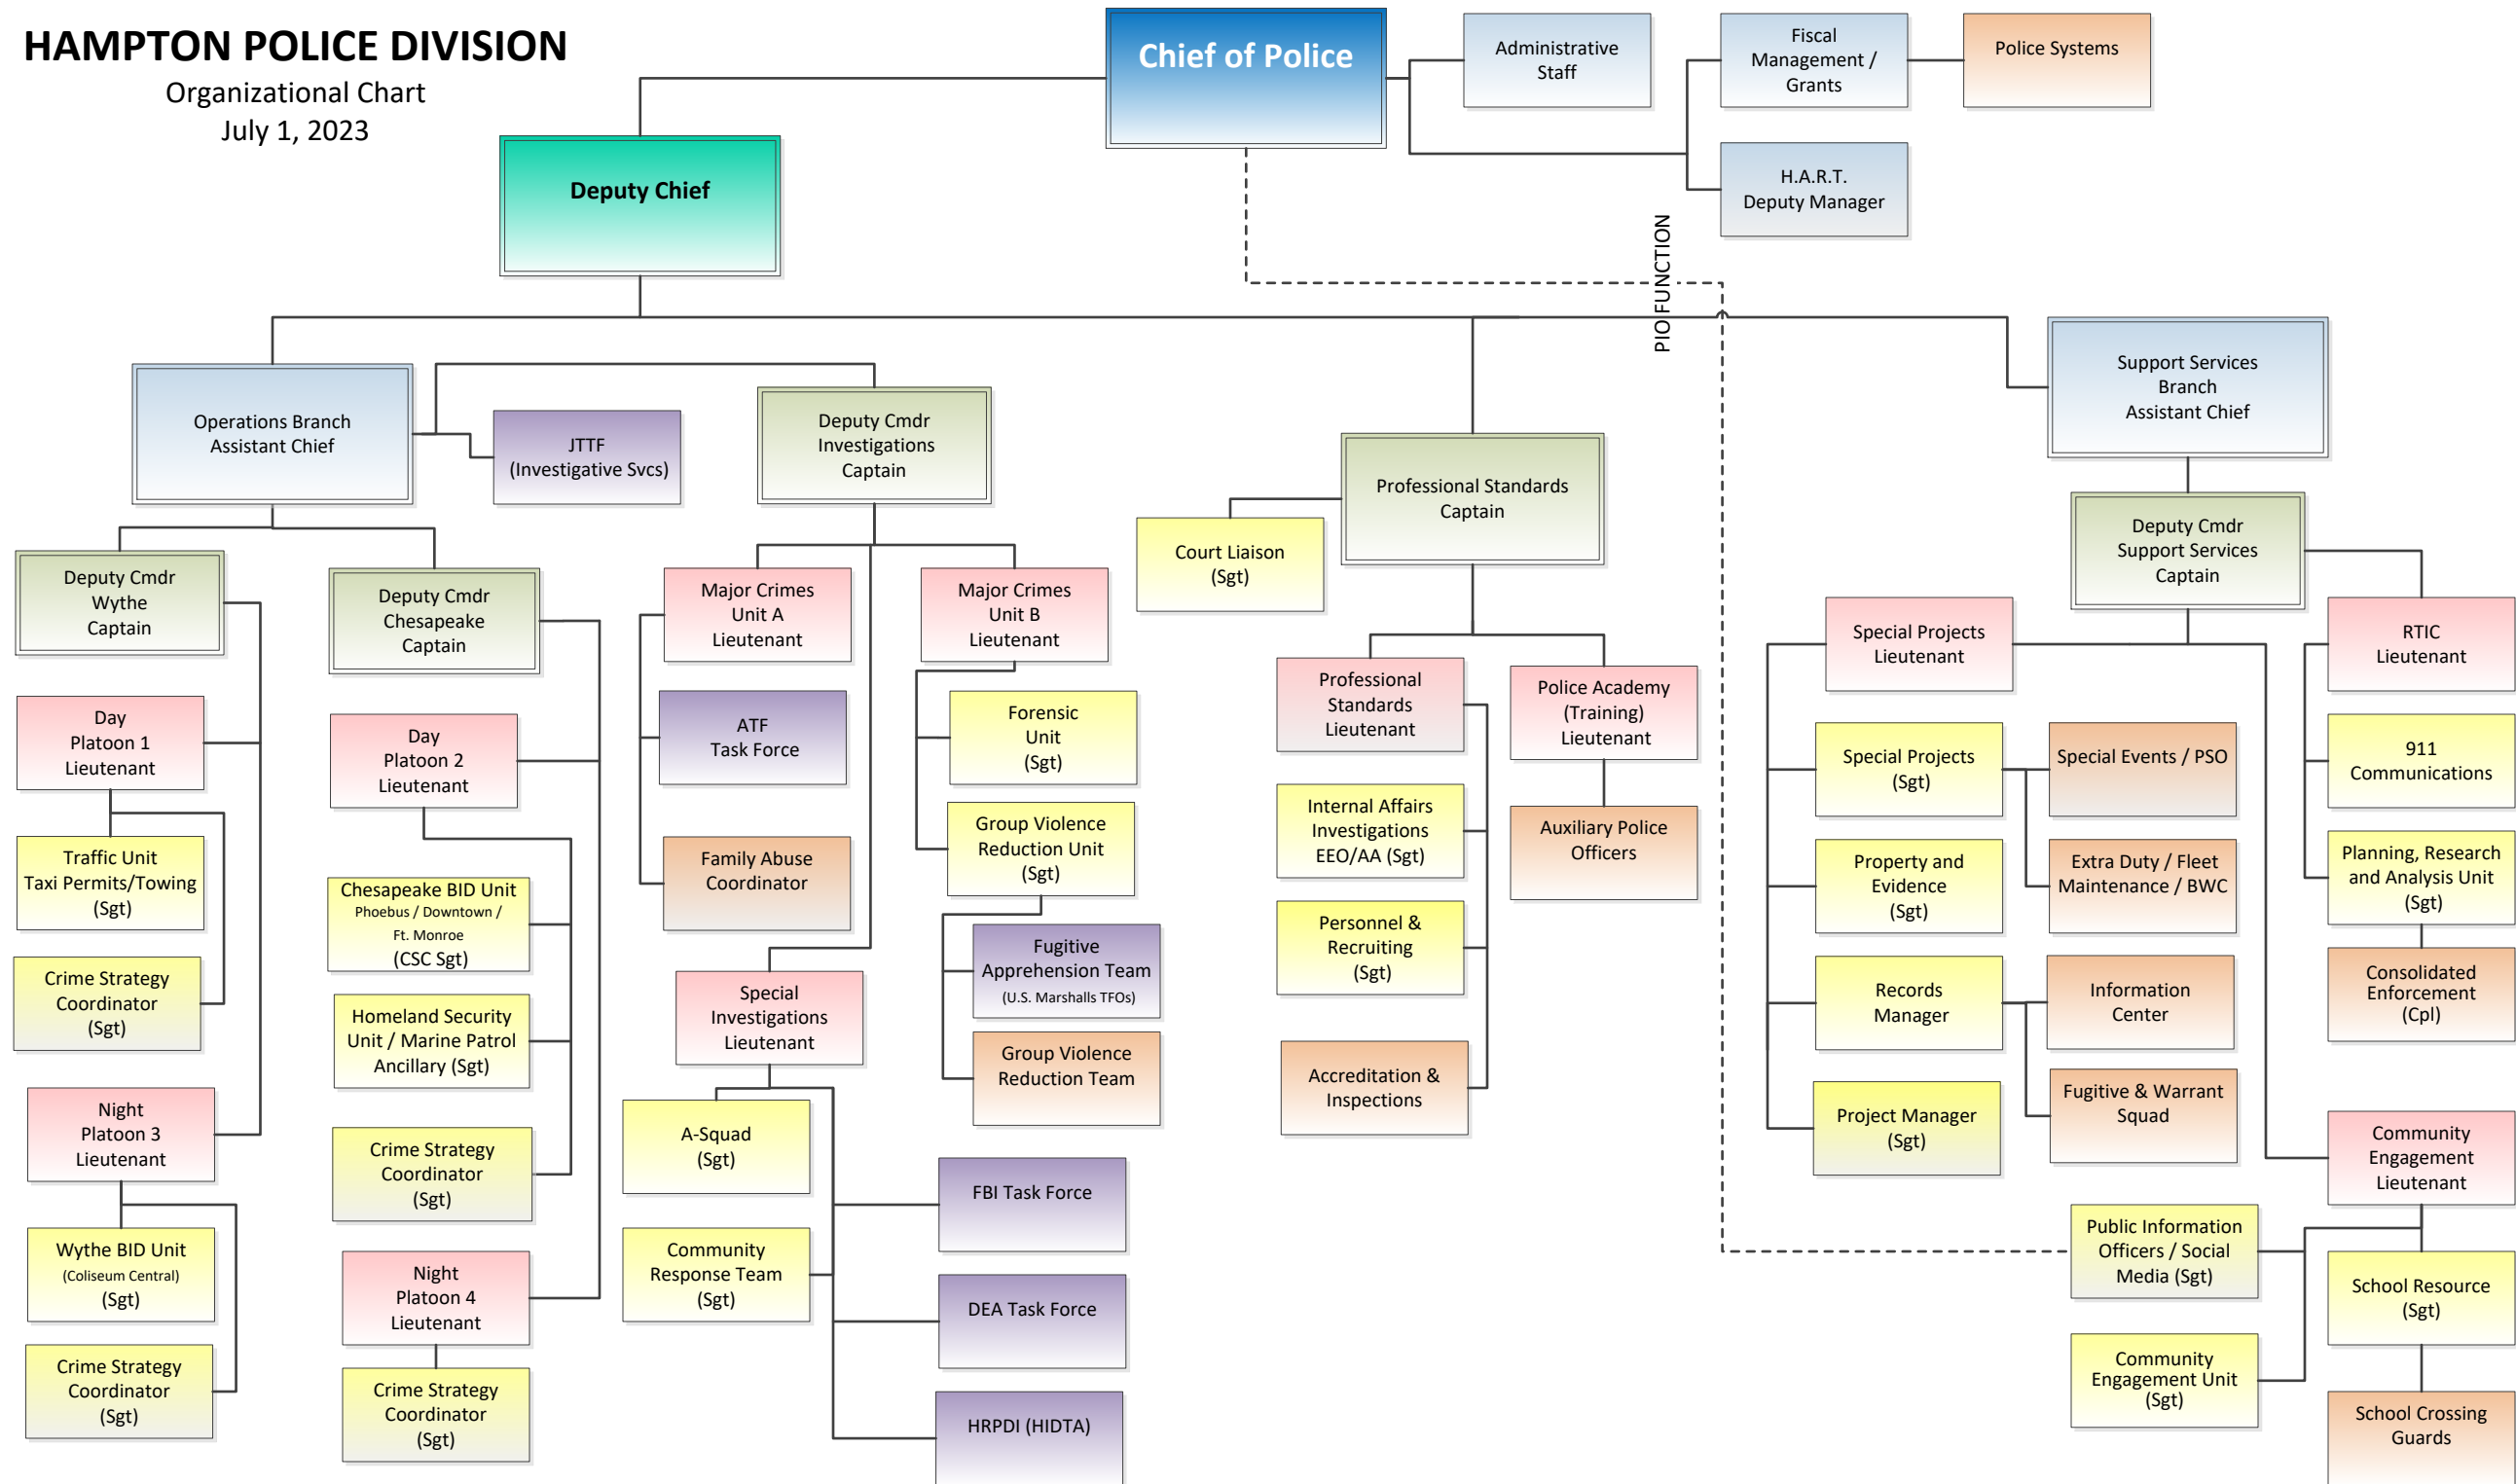 HAMPTON POLICE DIVISION
Organizational Chart
July 1, 2023
Chief of Police
Administrative
Staff
Fiscal
Management /
Grants
Police Systems
H.A.R.T.
Deputy Manager
Deputy Chief
PIO FUNCTION
Operations Branch
Assistant Chief
JTTF
(Investigative Svcs)
Deputy Cmdr
Investigations
Captain
Professional Standards
Captain
Support Services
Branch
Assistant Chief
Court Liaison
(Sgt)
Deputy Cmdr
Support Services
Captain
Deputy Cmdr
Wythe
Captain
Deputy Cmdr
Chesapeake
Captain
Major Crimes
Unit A
Lieutenant
Major Crimes
Unit B
Lieutenant
Special Projects
Lieutenant
RTIC
Lieutenant
Professional
Standards
Lieutenant
Police Academy
(Training)
Lieutenant
Day
Platoon 1
Lieutenant
Day
Platoon 2
Lieutenant
ATF
Task Force
Forensic
Unit
(Sgt)
Special Projects
(Sgt)
Special Events / PSO
911
Communications
Internal Affairs
Investigations
EEO/AA (Sgt)
Auxiliary Police
Officers
Traffic Unit
Taxi Permits/Towing
(Sgt)
Family Abuse
Coordinator
Group Violence
Reduction Unit
(Sgt)
Property and
Evidence
(Sgt)
Extra Duty / Fleet
Maintenance / BWC
Planning, Research
and Analysis Unit
(Sgt)
Chesapeake BID Unit
Phoebus / Downtown /
Ft. Monroe
(CSC Sgt)
Personnel &
Recruiting
(Sgt)
Crime Strategy
Coordinator
(Sgt)
Homeland Security
Unit / Marine Patrol
Ancillary (Sgt)
Special
Investigations
Lieutenant
Fugitive
Apprehension Team
(U.S. Marshalls TFOs)
Records
Manager
Information
Center
Consolidated
Enforcement
(Cpl)
Group Violence
Reduction Team
Accreditation &
Inspections
Night
Platoon 3
Lieutenant
Crime Strategy
Coordinator
(Sgt)
A-Squad
(Sgt)
Project Manager
(Sgt)
Fugitive & Warrant
Squad
Community
Engagement
Lieutenant
FBI Task Force
Wythe BID Unit
(Coliseum Central)
(Sgt)
Night
Platoon 4
Lieutenant
Community
Response Team
(Sgt)
DEA Task Force
Public Information
Officers / Social
Media (Sgt)
School Resource
(Sgt)
Crime Strategy
Coordinator
(Sgt)
Crime Strategy
Coordinator
(Sgt)
HRPDI (HIDTA)
Community
Engagement Unit
(Sgt)
School Crossing
Guards